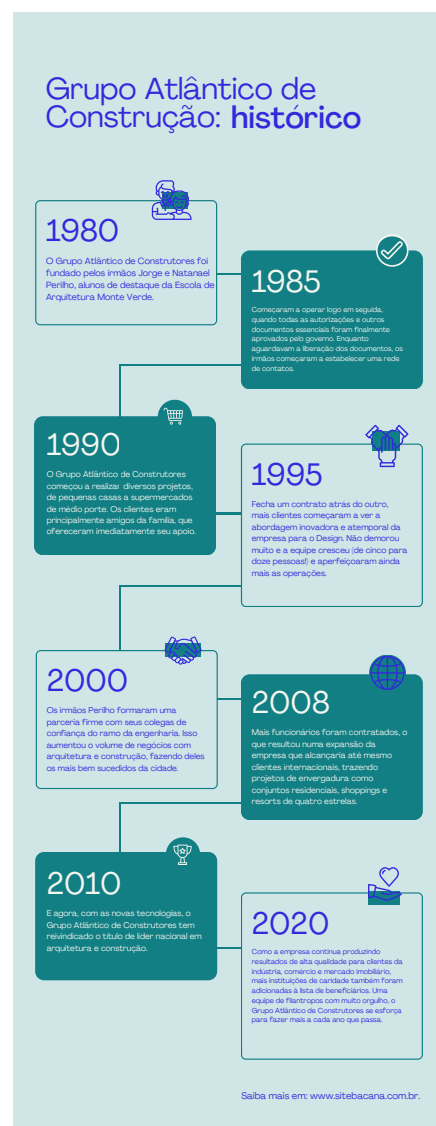 Grupo Atlântico de
Construção: histórico
1980
O Grupo Atlântico de Construtores foi
fundado pelos irmãos Jorge e Natanael
Perilho, alunos de destaque da Escola de
Arquitetura Monte Verde.
1985
Começaram a operar logo em seguida,
quando todas as autorizações e outros
documentos essenciais foram finalmente
aprovados pelo governo. Enquanto
aguardavam a liberação dos documentos, os
irmãos começaram a estabelecer uma rede
de contatos.
1990
O Grupo Atlântico de Construtores
começou a realizar diversos projetos,
de pequenas casas a supermercados
de médio porte. Os clientes eram
principalmente amigos da família, que
ofereceram imediatamente seu apoio.
1995
Fecha um contrato atrás do outro,
mais clientes começaram a ver a
abordagem inovadora e atemporal da
empresa para o Design. Não demorou
muito e a equipe cresceu (de cinco para
doze pessoas!) e aperfeiçoaram ainda
mais as operações.
2000
Os irmãos Perilho formaram uma
parceria firme com seus colegas de
confiança do ramo da engenharia. Isso
aumentou o volume de negócios com
arquitetura e construção, fazendo deles
os mais bem sucedidos da cidade.
2008
Mais funcionários foram contratados, o
que resultou numa expansão da
empresa que alcançaria até mesmo
clientes internacionais, trazendo
projetos de envergadura como
conjuntos residenciais, shoppings e
resorts de quatro estrelas.
2010
E agora, com as novas tecnologias, o
Grupo Atlântico de Construtores tem
reivindicado o título de líder nacional em
arquitetura e construção.
2020
Como a empresa continua produzindo
resultados de alta qualidade para clientes da
indústria, comércio e mercado imobiliário,
mais instituições de caridade também foram
adicionadas à lista de beneficiários. Uma
equipe de filantropos com muito orgulho, o
Grupo Atlântico de Construtores se esforça
para fazer mais a cada ano que passa.
Saiba mais em: www.sitebacana.com.br.